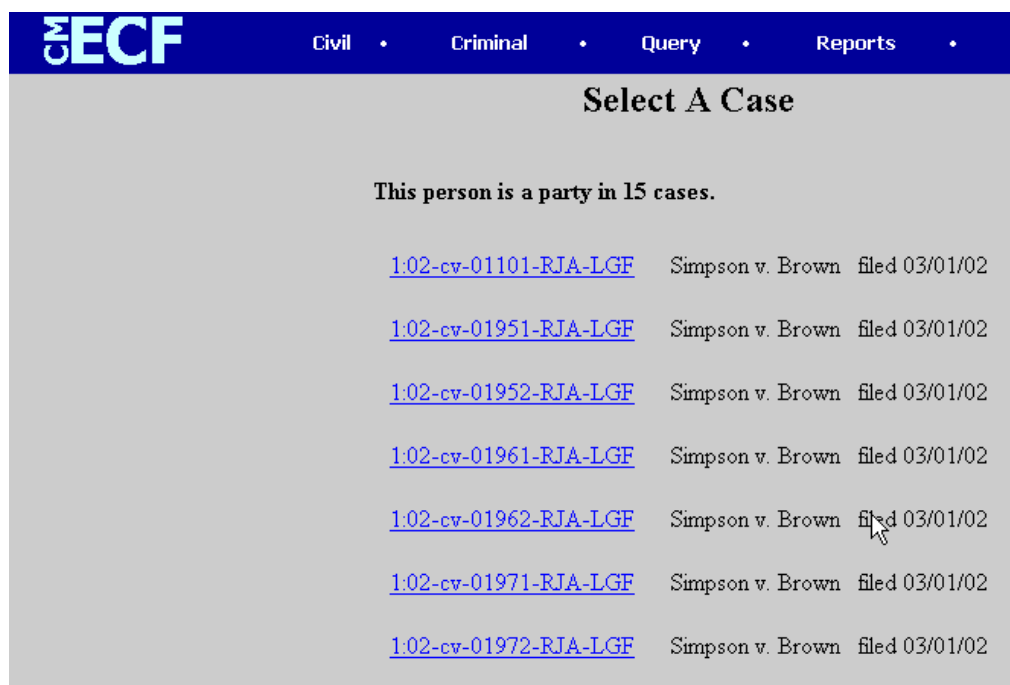 CM ECF Civil • Criminal • Query • Reports •
Select A Case
This person is a party in 15 cases.
1:02-cv-01101-RJA-LGF Simpson v. Brown filed 03/01/02
1:02-cv-01951-RJA-LGF Simpson v. Brown filed 03/01/02
1:02-cv-01952-RJA-LGF Simpson v. Brown filed 03/01/02
1:02-cv-01961-RJA-LGF Simpson v. Brown filed 03/01/02
1:02-cv-01962-RJA-LGF Simpson v. Brown filed 03/01/02
1:02-cv-01971-RJA-LGF Simpson v. Brown filed 03/01/02
1:02-cv-01972-RJA-LGF Simpson v. Brown filed 03/01/02